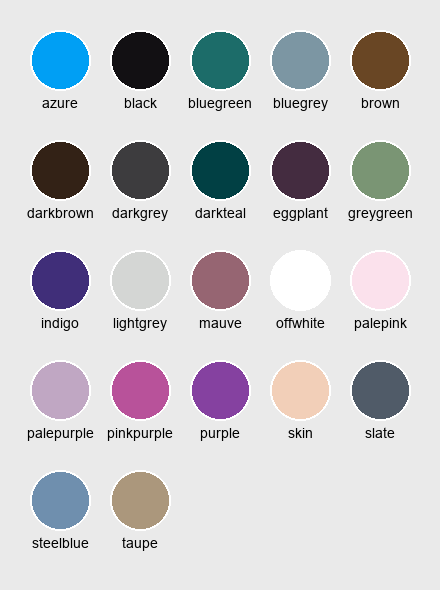 azure black bluegreen bluegrey brown
darkbrown darkgrey darkteal eggplant greygreen
indigo lightgrey mauve offwhite palepink
palepurple pinkpurple purple skin slate
steelblue taupe